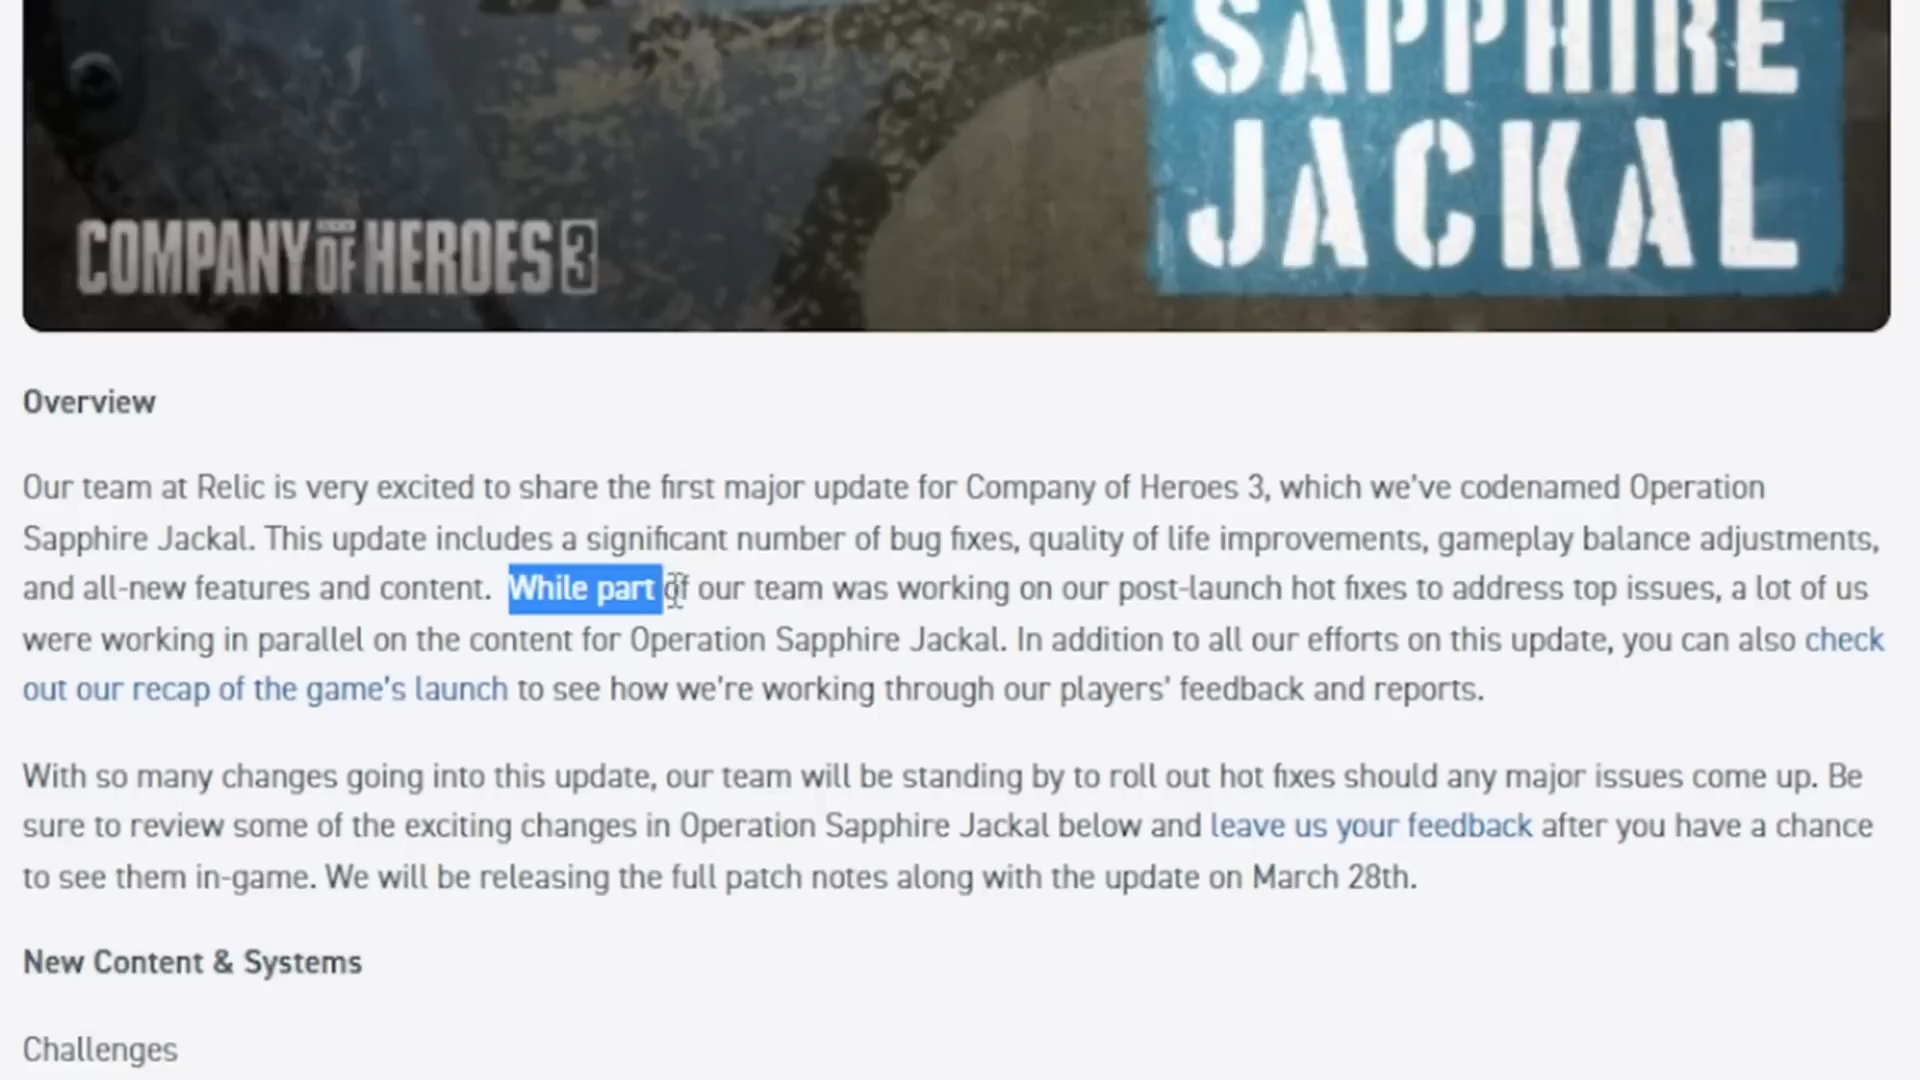 SAPPHIRE
JACKAL
COMPANY OF HEROES 3
Overview
Our team at Relic is very excited to share the first major update for Company of Heroes 3, which we've codenamed Operation
Sapphire Jackal. This update includes a significant number of bug fixes, quality of life improvements, gameplay balance adjustments,
and all-new features and content.  While part of our team was working on our post-launch hot fixes to address top issues, a lot of us
were working in parallel on the content for Operation Sapphire Jackal. In addition to all our efforts on this update, you can also check
out our recap of the game's launch to see how we're working through our players' feedback and reports.
With so many changes going into this update, our team will be standing by to roll out hot fixes should any major issues come up. Be
sure to review some of the exciting changes in Operation Sapphire Jackal below and leave us your feedback after you have a chance
to see them in-game. We will be releasing the full patch notes along with the update on March 28th.
New Content & Systems
Challenges